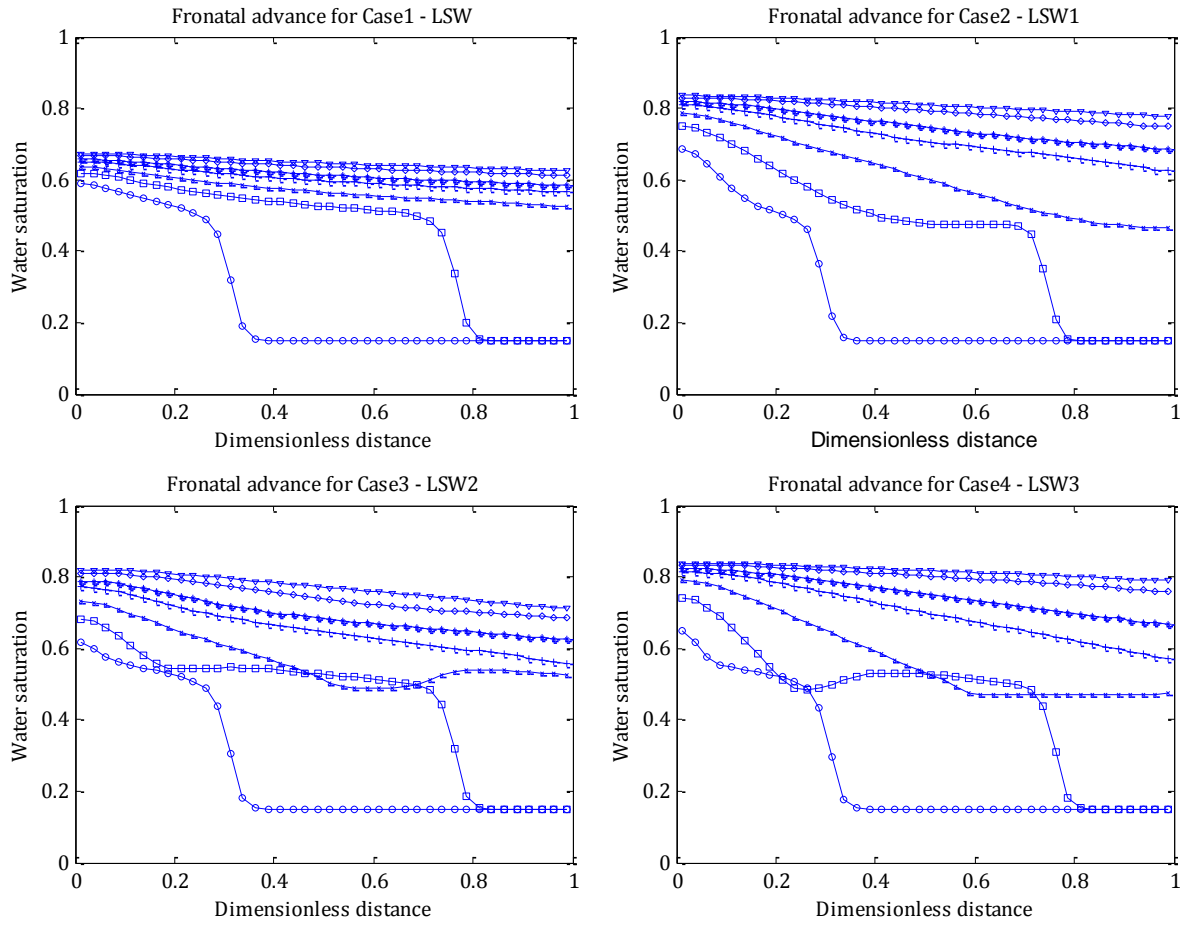 Fronatal advance for Case1 - LSW
1
0.8
0.6
0.4
0.2
0
Water saturation
0 0.2 0.4 0.6 0.8 1
Dimensionless distance
Fronatal advance for Case2 - LSW1
1
0.8
0.6
0.4
0.2
0
Water saturation
0 0.2 0.4 0.6 0.8 1
Dimensionless distance
Fronatal advance for Case3 - LSW2
1
0.8
0.6
0.4
0.2
0
Water saturation
0 0.2 0.4 0.6 0.8 1
Dimensionless distance
Fronatal advance for Case4 - LSW3
1
0.8
0.6
0.4
0.2
0
Water saturation
0 0.2 0.4 0.6 0.8 1
Dimensionless distance